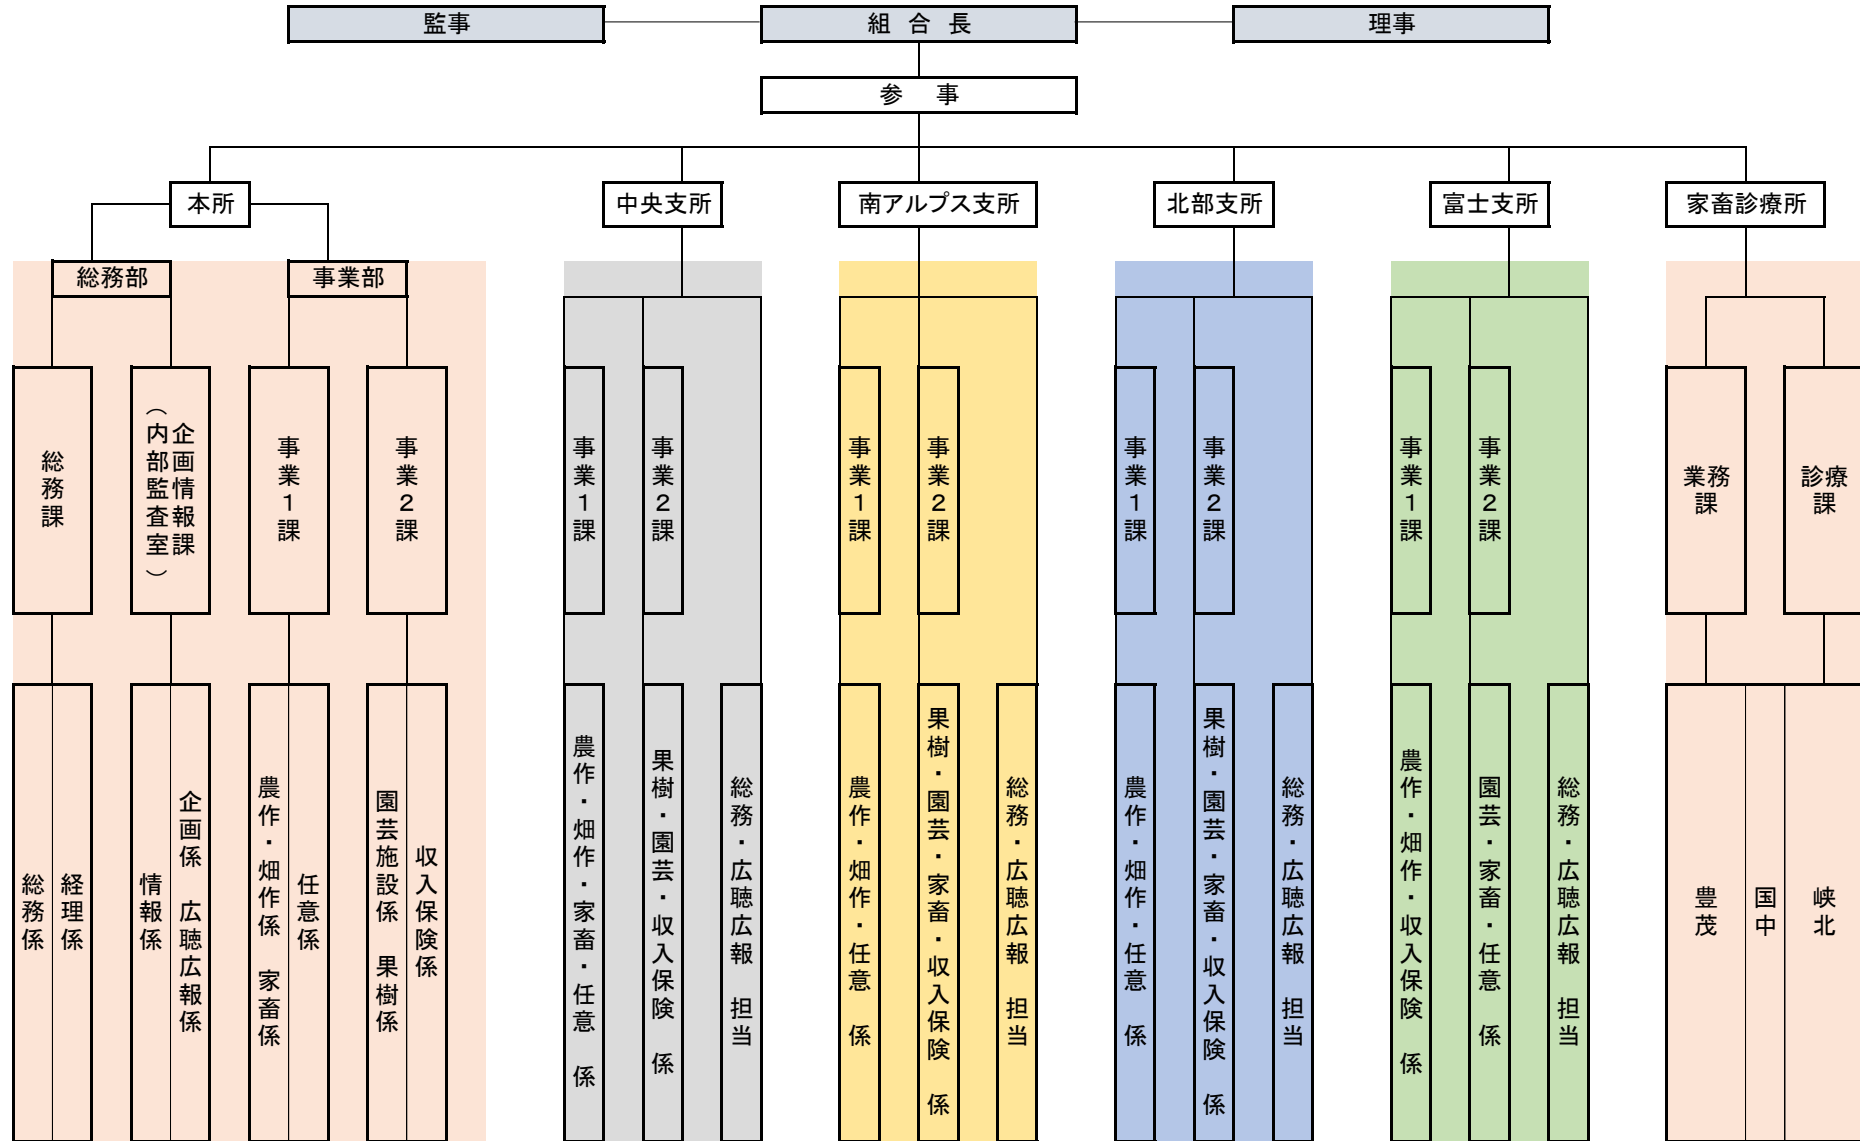 監事
組合長
理事
参事
本所
中央支所
南アルプス支所
北部支所
富士支所
家畜診療所
総務部
事業部
総務課
企画情報課
（内部監査室）
事業１課
事業２課
事業１課
事業２課
事業１課
事業２課
事業１課
事業２課
事業１課
事業２課
業務
課
診療
課
総務係
経理係
情報係
企画係　広聴広報係
農作・畑作係　家畜係
任意係
園芸施設係　果樹係
収入保険係
農作・畑作・家畜・任意　係
果樹・園芸・収入保険　係
総務・広聴広報　担当
農作・畑作・任意　係
果樹・園芸・家畜・収入保険　係
総務・広聴広報　担当
農作・畑作・任意　係
果樹・園芸・家畜・収入保険　係
総務・広聴広報　担当
農作・畑作・収入保険　係
園芸・家畜・任意　係
総務・広聴広報　担当
豊茂
国中
峡北